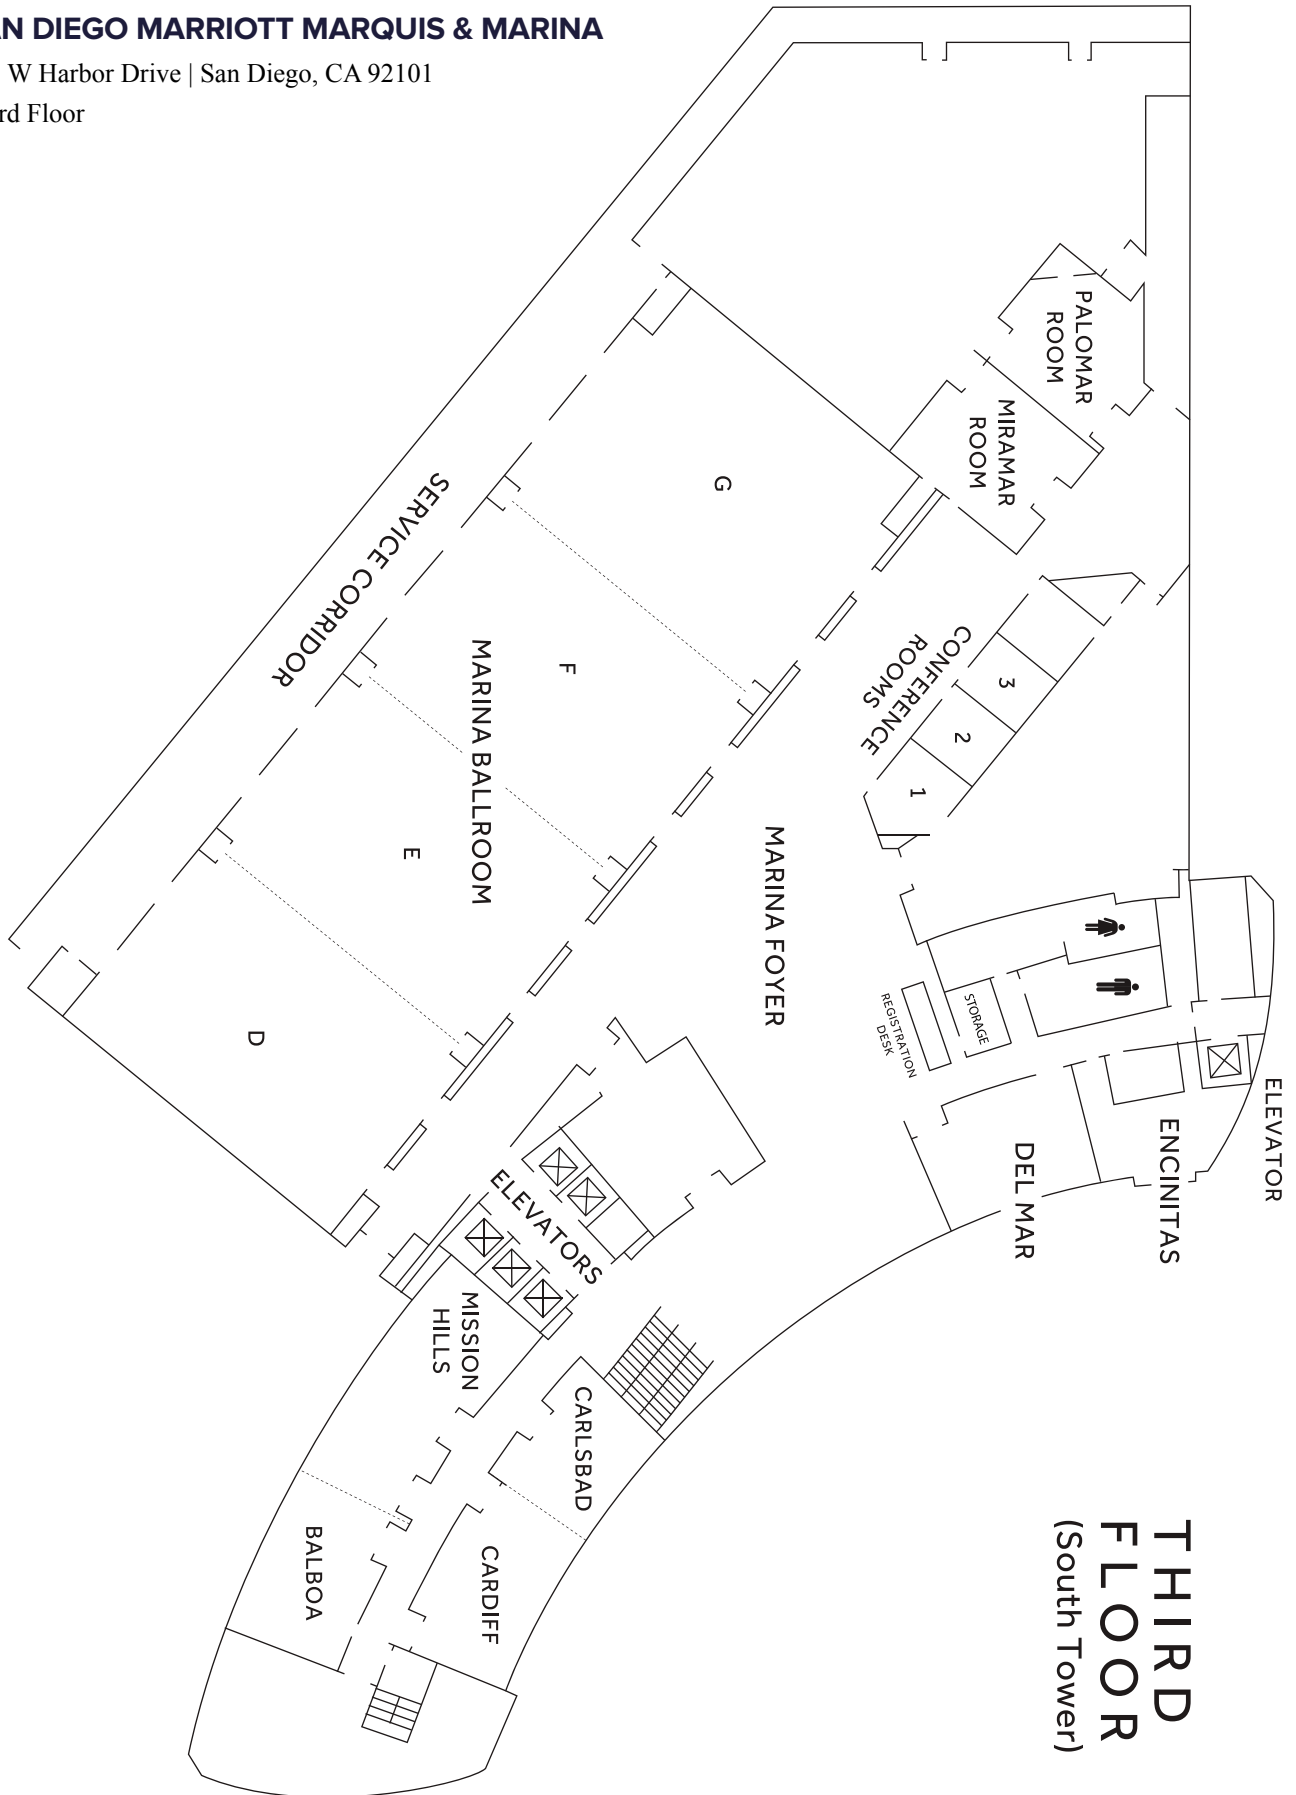 AN DIEGO MARRIOTT MARQUIS & MARINA
W Harbor Drive | San Diego, CA 92101
rd Floor
PALOMAR
ROOM
MIRAMAR
ROOM
G
SERVICE CORRIDOR
F
MARINA BALLROOM
CONFERENCE
ROOMS
3
2
1
E
MARINA FOYER
D
STORAGE
REGISTRATION
DESK
ELEVATOR
ENCINITAS
DEL MAR
ELEVATORS
MISSION
HILLS
CARLSBAD
BALBOA
CARDIFF
THIRD
FLOOR
(South Tower)